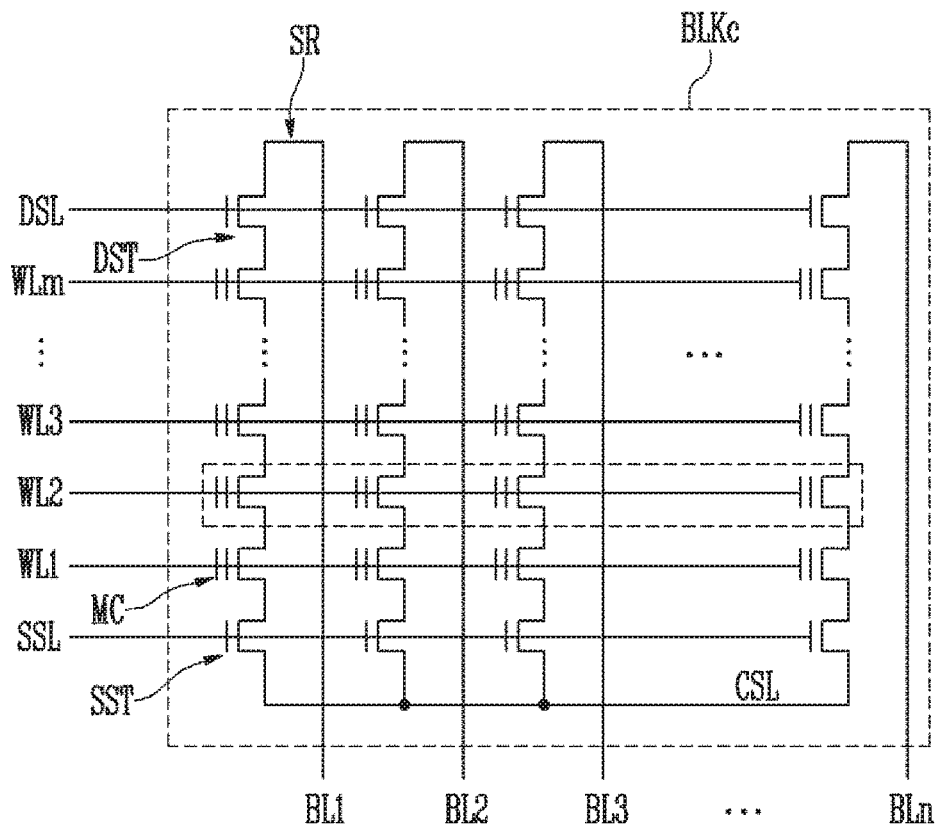 SR
BLKc
DSL
DST
WLm
⋮
WL3
WL2
WL1
MC
SSL
SST
CSL
BL1 BL2 BL3 ... BLn